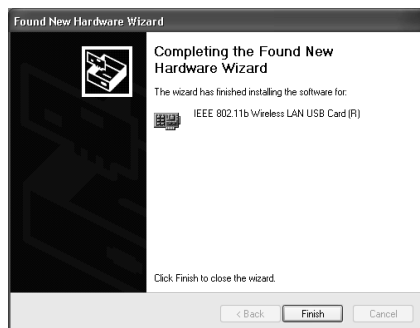 Found New Hardware Wizard
Completing the Found New
Hardware Wizard
The wizard has finished installing the software for:
IEEE 802.11b Wireless LAN USB Card (R)
Click Finish to close the wizard.
< Back
Finish
Cancel